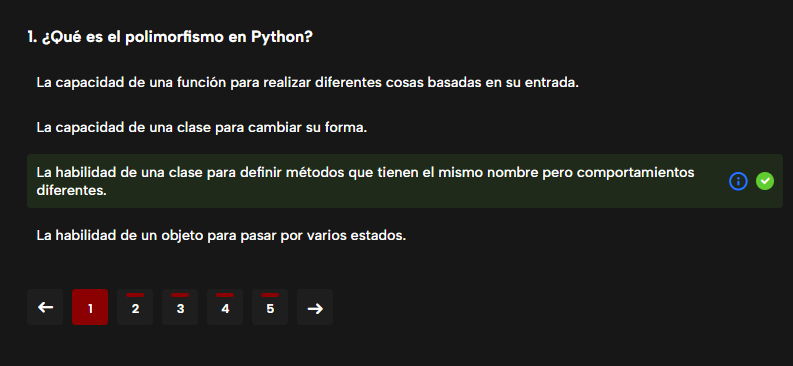 1. ¿Qué es el polimorfismo en Python?
La capacidad de una función para realizar diferentes cosas basadas en su entrada.
La capacidad de una clase para cambiar su forma.
La habilidad de una clase para definir métodos que tienen el mismo nombre pero comportamientos
diferentes.
La habilidad de un objeto para pasar por varios estados.
1 2 3 4 5